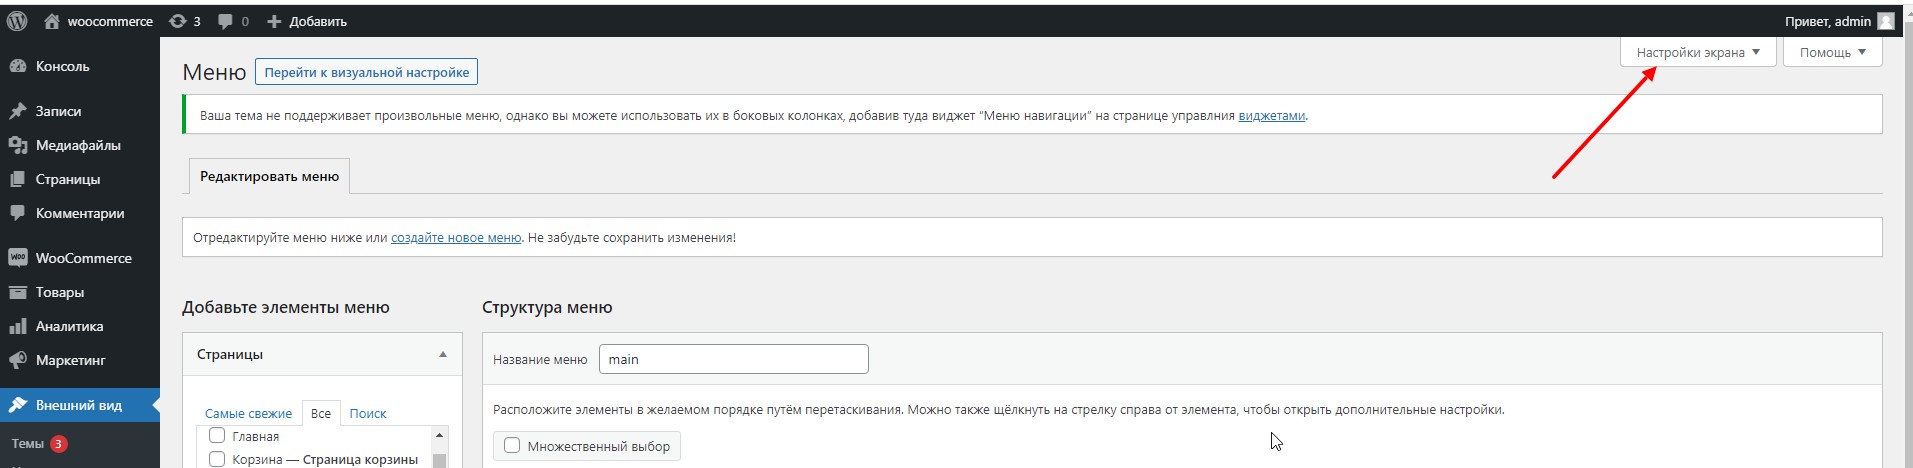 woocommerce 3 0 Добавить Привет, admin
Настройки экрана Помощь
Консоль
Записи
Медиафайлы
Страницы
Комментарии
WOO WooCommerce
Товары
Аналитика
Маркетинг
Внешний вид
Темы 3
Меню Перейти к визуальной настройке
Ваша тема не поддерживает произвольные меню, однако вы можете использовать их в боковых колонках, добавив туда виджет “Меню навигации” на странице управлния виджетами.
Редактировать меню
Отредактируйте меню ниже или создайте новое меню. Не забудьте сохранить изменения!
Добавьте элементы меню
Страницы
Самые свежие Все Поиск
Главная
Корзина — Страница корзины
Структура меню
Название меню main
Расположите элементы в желаемом порядке путём перетаскивания. Можно также щёлкнуть на стрелку справа от элемента, чтобы открыть дополнительные настройки.
Множественный выбор